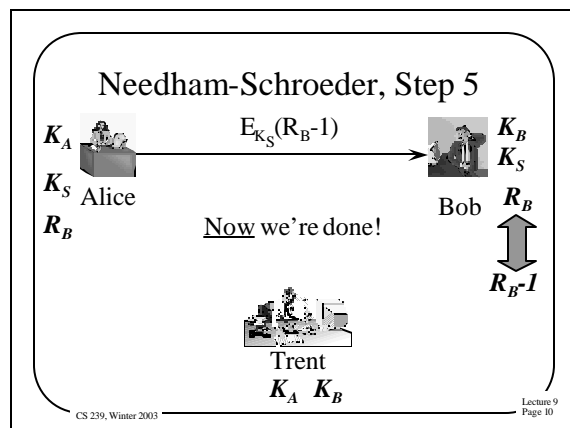 Needham-Schroeder, Step 5
K_A
E_{K_S}(R_B-1)
K_B
K_S
K_S
Alice
R_B
Bob
R_B
Now we're done!
R_B-1
Trent
K_A K_B
CS 239, Winter 2003
Lecture 9
Page 10